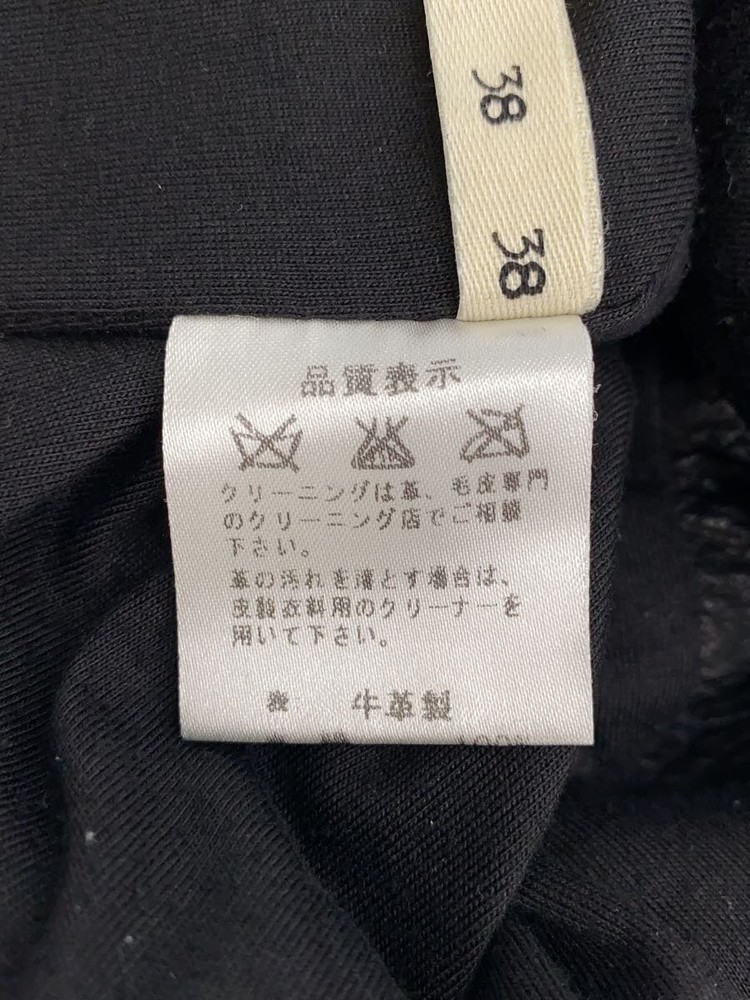 38
38
品質表示
クリーニングは革、毛皮専門
のクリーニング店でご相談
下さい。
革の汚れを落とす場合は、
皮製衣料用のクリーナーを
用いて下さい。
牛革製